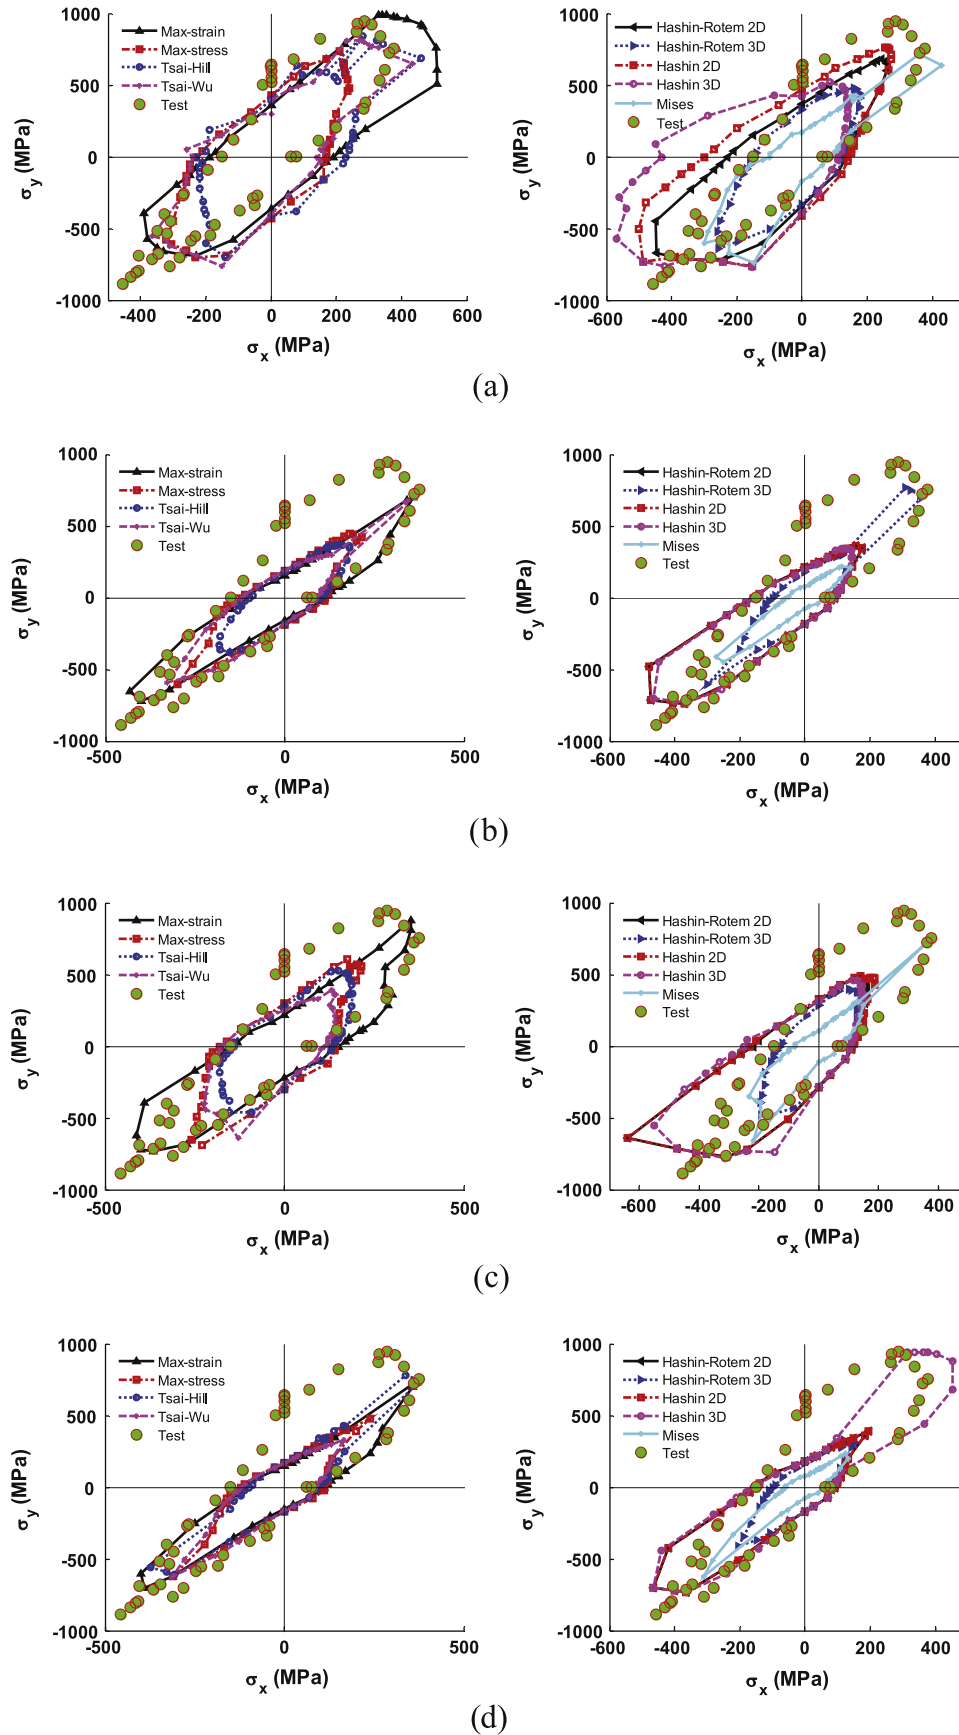 1000
500
0
-500
-1000
-400
-200
0
200
400
600
σy (MPa)
σx (MPa)
Max-strain
Max-stress
Tsai-Hill
Tsai-Wu
Test
1000
500
0
-500
-1000
-600
-400
-200
0
200
400
σy (MPa)
σx (MPa)
Hashin-Rotem 2D
Hashin-Rotem 3D
Hashin 2D
Hashin 3D
Mises
Test
(a)
1000
500
0
-500
-1000
-500
0
500
σy (MPa)
σx (MPa)
Max-strain
Max-stress
Tsai-Hill
Tsai-Wu
Test
1000
500
0
-500
-1000
-600
-400
-200
0
200
400
σy (MPa)
σx (MPa)
Hashin-Rotem 2D
Hashin-Rotem 3D
Hashin 2D
Hashin 3D
Mises
Test
(b)
1000
500
0
-500
-1000
-500
0
500
σy (MPa)
σx (MPa)
Max-strain
Max-stress
Tsai-Hill
Tsai-Wu
Test
1000
500
0
-500
-1000
-600
-400
-200
0
200
400
σy (MPa)
σx (MPa)
Hashin-Rotem 2D
Hashin-Rotem 3D
Hashin 2D
Hashin 3D
Mises
Test
(c)
1000
500
0
-500
-1000
-500
0
500
σy (MPa)
σx (MPa)
Max-strain
Max-stress
Tsai-Hill
Tsai-Wu
Test
1000
500
0
-500
-1000
-600
-400
-200
0
200
400
σy (MPa)
σx (MPa)
Hashin-Rotem 2D
Hashin-Rotem 3D
Hashin 2D
Hashin 3D
Mises
Test
(d)